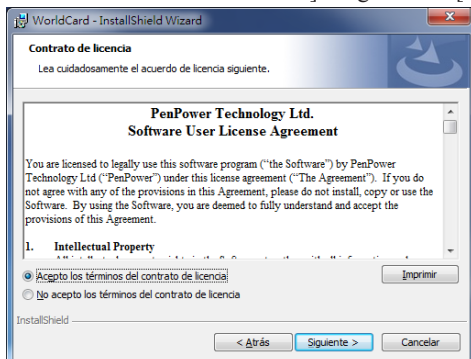 WorldCard - InstallShield Wizard
Contrato de licencia
Lea cuidadosamente el acuerdo de licencia siguiente.
PenPower Technology Ltd.
Software User License Agreement
You are licensed to legally use this software program (“the Software”) by PenPower
Technology Ltd (“PenPower”) under this license agreement (“The Agreement”). If you do
not agree with any of the provisions in this Agreement, please do not install, copy or use the
Software. By using the Software, you are deemed to fully understand and accept the
provisions of this Agreement.
1. Intellectual Property
Acepto los términos del contrato de licencia
Imprimir
No acepto los términos del contrato de licencia
InstallShield
< Atrás
Siguiente >
Cancelar